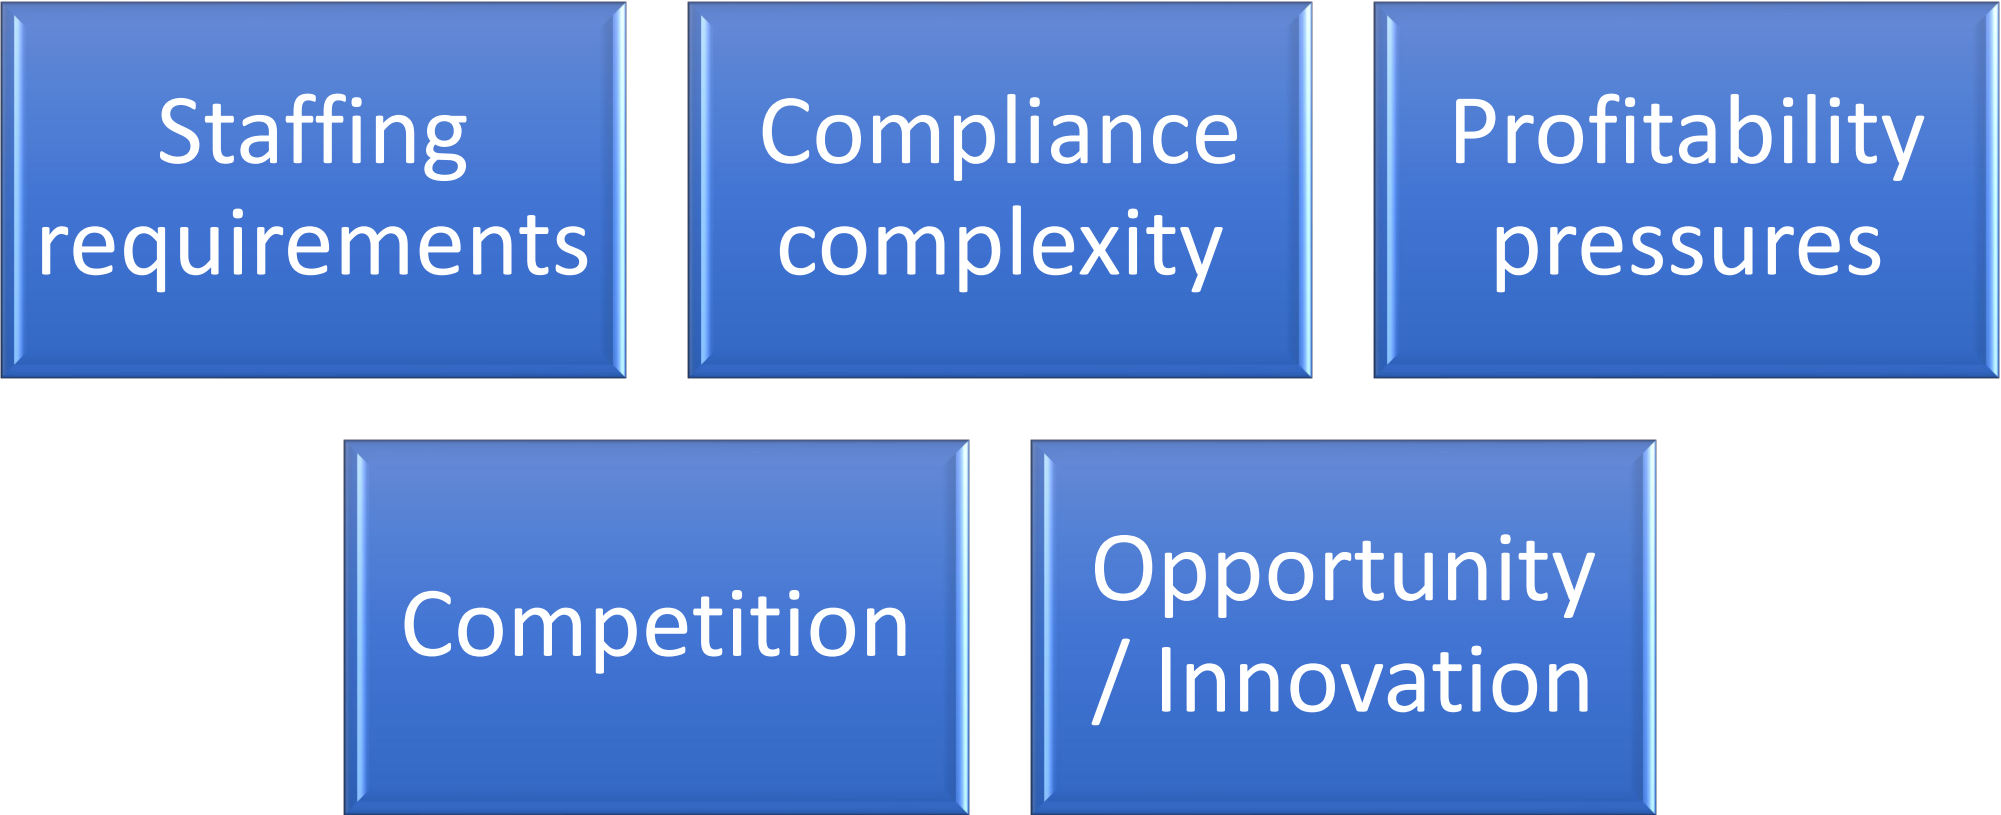 Staffing
requirements
Compliance
complexity
Profitability
pressures
Competition
Opportunity
/ Innovation